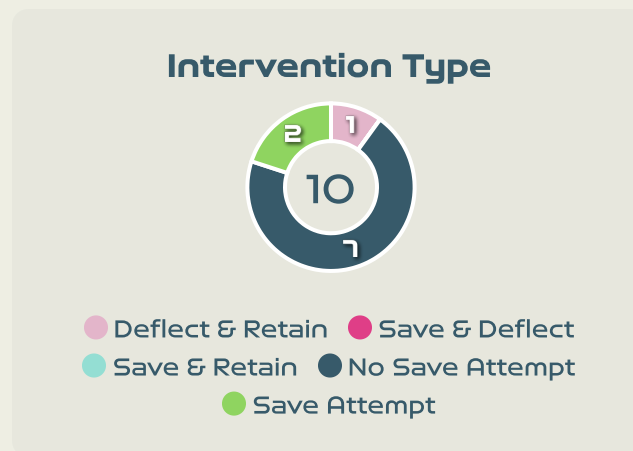 Intervention Type
2
1
10
7
Deflect & Retain
Save & Deflect
Save & Retain
No Save Attempt
Save Attempt